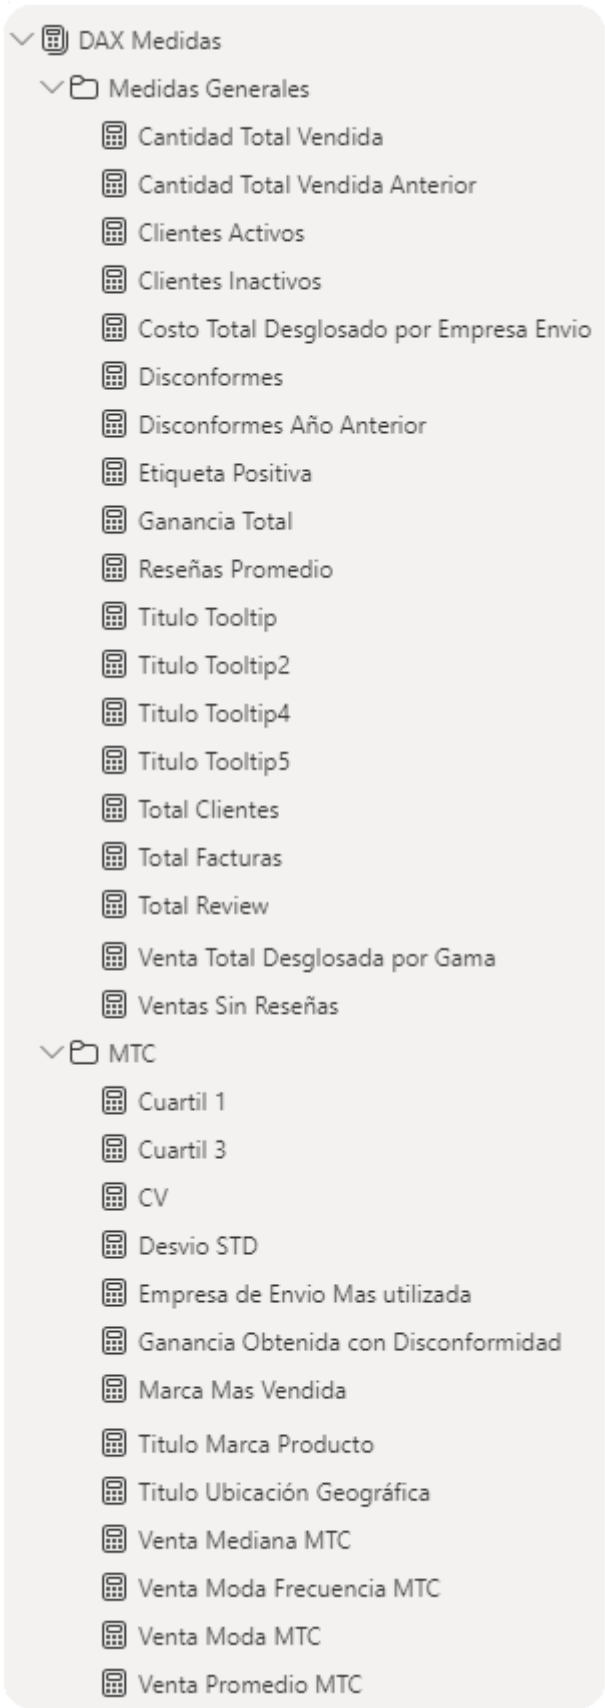 DAX Medidas
Medidas Generales
Cantidad Total Vendida
Cantidad Total Vendida Anterior
Clientes Activos
Clientes Inactivos
Costo Total Desglosado por Empresa Envio
Disconformes
Disconformes Año Anterior
Etiqueta Positiva
Ganancia Total
Reseñas Promedio
Titulo Tooltip
Titulo Tooltip2
Titulo Tooltip4
Titulo Tooltip5
Total Clientes
Total Facturas
Total Review
Venta Total Desglosada por Gama
Ventas Sin Reseñas
MTC
Cuartil 1
Cuartil 3
CV
Desvio STD
Empresa de Envio Mas utilizada
Ganancia Obtenida con Disconformidad
Marca Mas Vendida
Titulo Marca Producto
Titulo Ubicación Geográfica
Venta Mediana MTC
Venta Moda Frecuencia MTC
Venta Moda MTC
Venta Promedio MTC